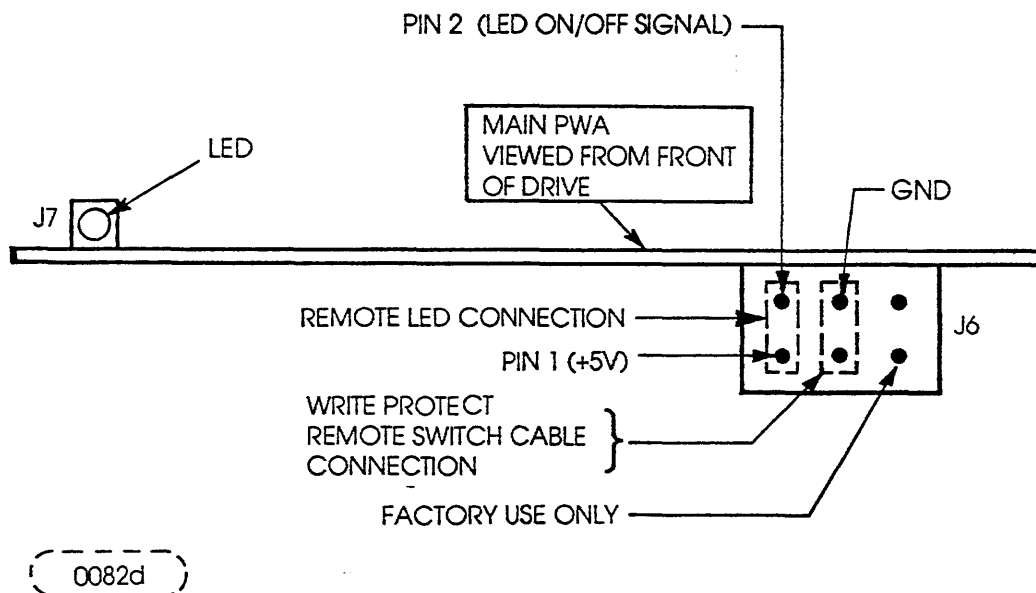 PIN 2 (LED ON/OFF SIGNAL)
MAIN PWA
VIEWED FROM FRONT
OF DRIVE
LED
J7
GND
REMOTE LED CONNECTION
J6
PIN 1 (+5V)
WRITE PROTECT
REMOTE SWITCH CABLE
CONNECTION
FACTORY USE ONLY
0082d